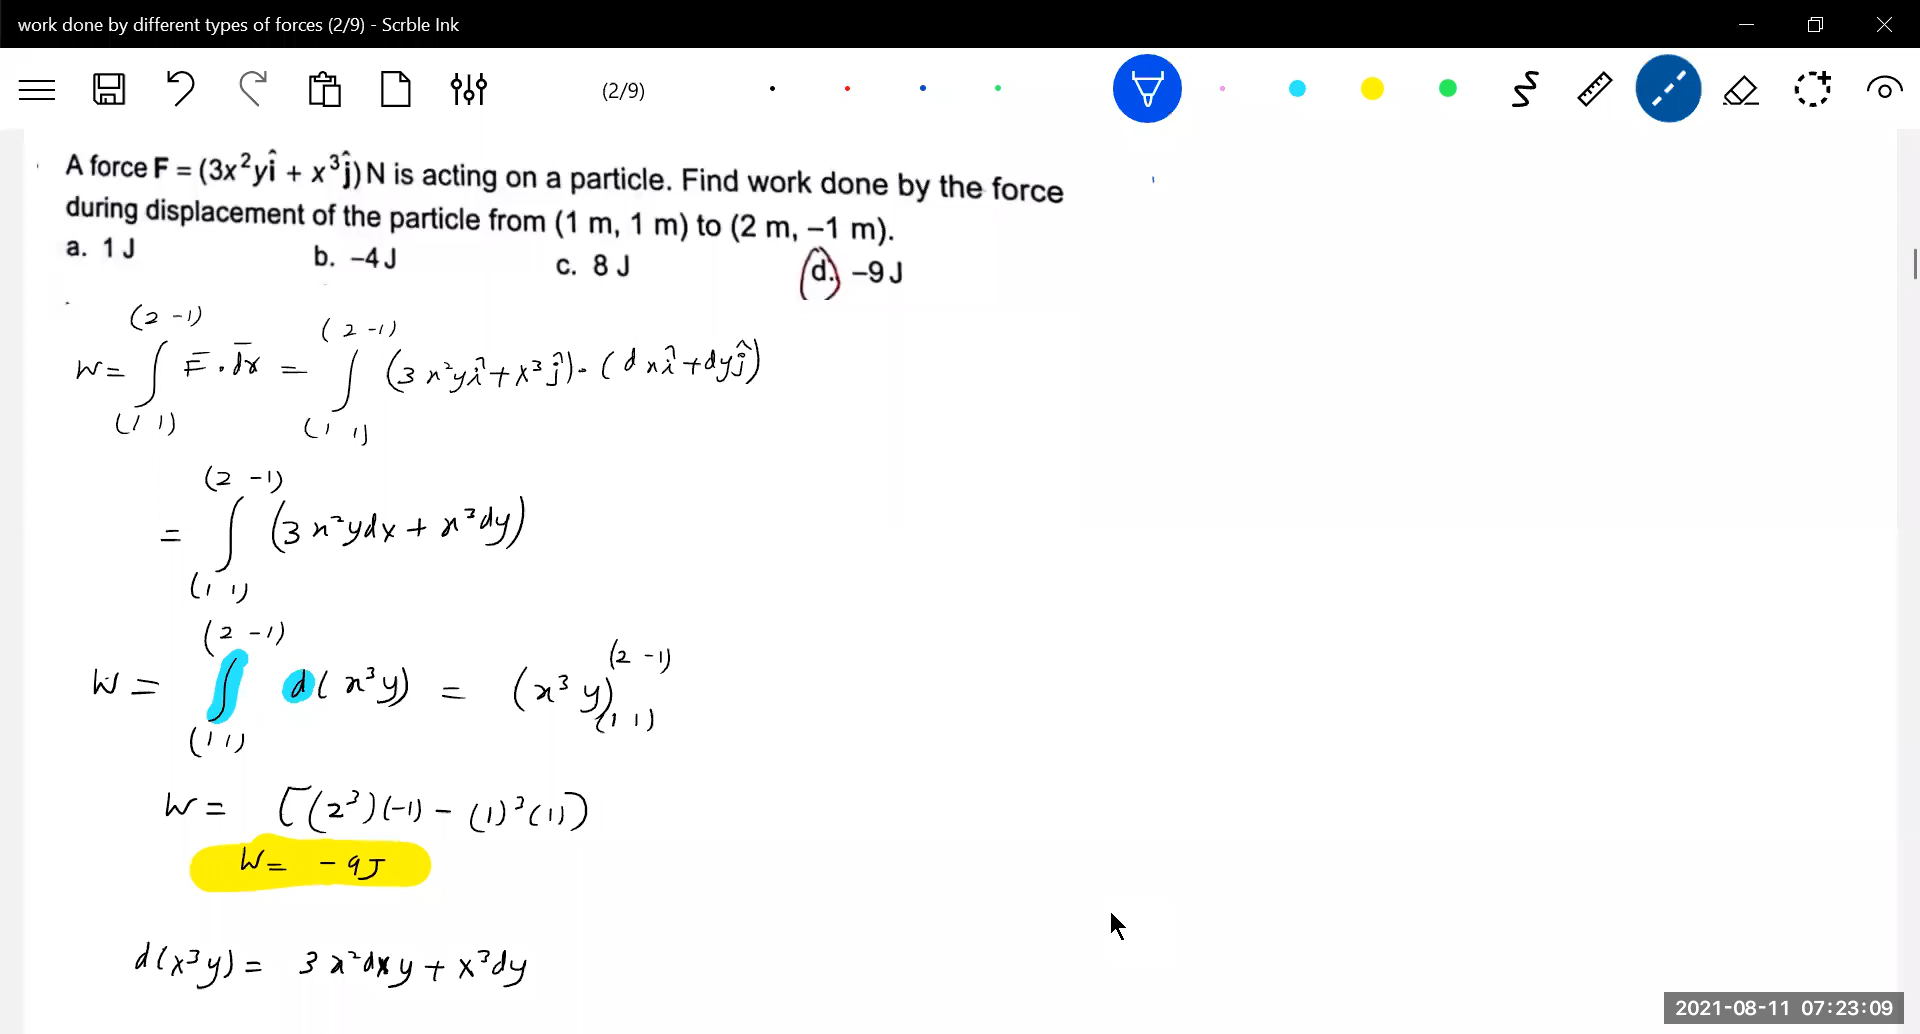 work done by different types of forces (2/9) - Scrble Ink
(2/9)
A force F = (3x²yî + x³ĵ) N is acting on a particle. Find work done by the force
during displacement of the particle from (1 m, 1 m) to (2 m, −1 m).
a. 1 J b. −4 J c. 8 J d. −9 J
(2 -1) (2 -1)
W = ∫ F̄ . d̄r = ∫ (3x²yî + x³ĵ) . (dxî + dyĵ)
(1 1) (1 1)
(2 -1)
= ∫ (3x²ydx + x³dy)
(1 1)
(2 -1) (2 -1)
W = ∫ d(x³y) = (x³y)
(1 1) (1 1)
W = [(2³)(-1) - (1)³(1)]
W = -9J
d(x³y) = 3x²dxy + x³dy
2021-08-11 07:23:09